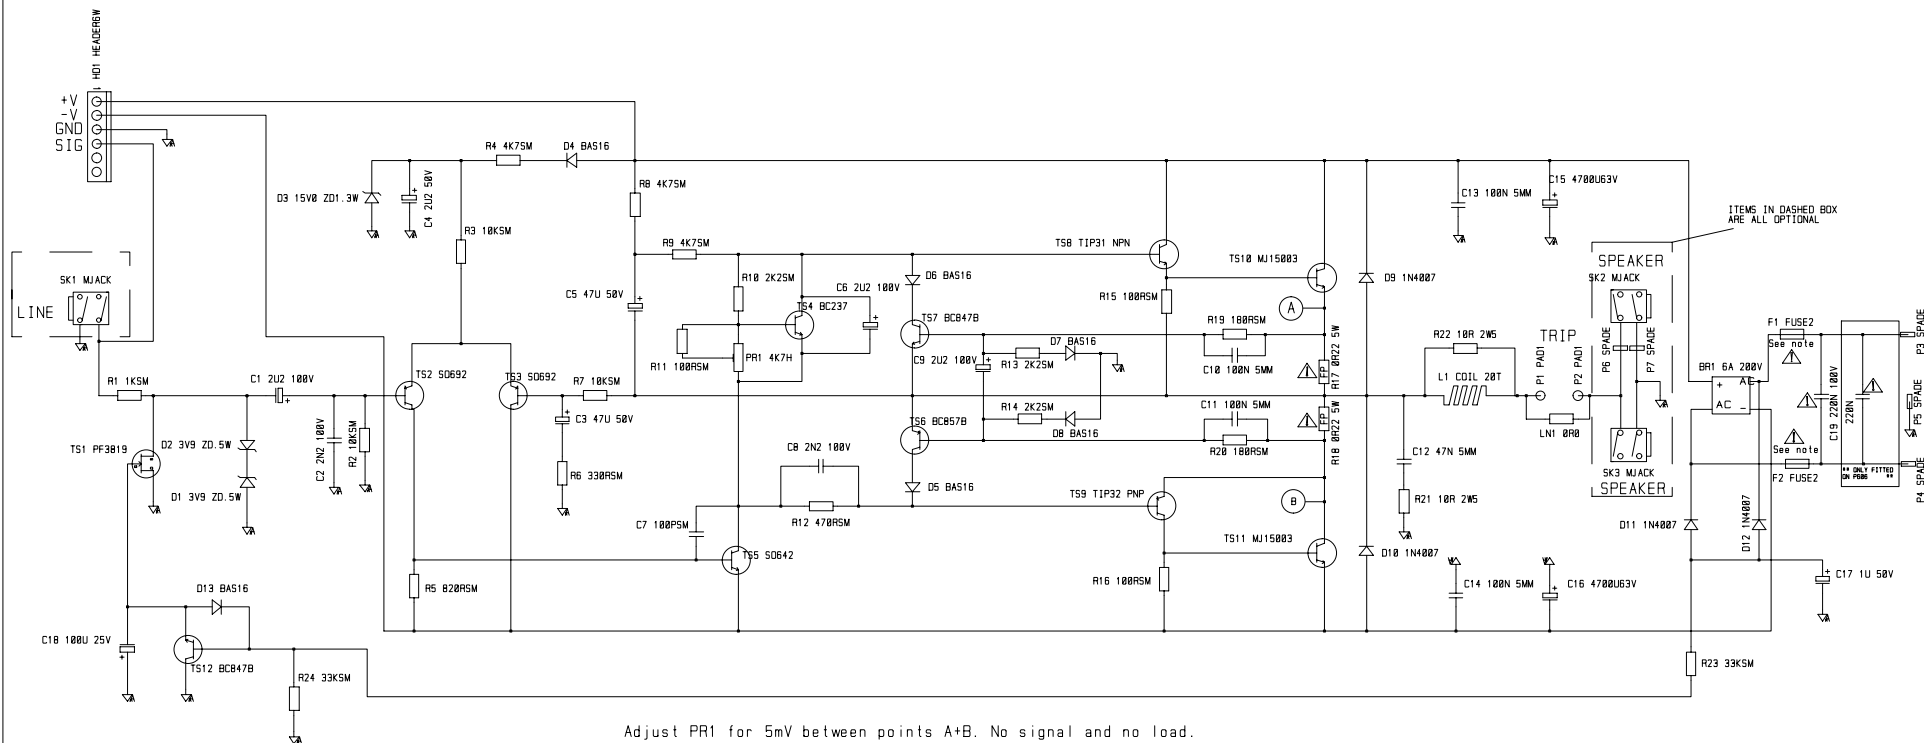 HD1 HEADER6W
1
+V
-V
GND
SIG
R4 4K7SM
D4 BAS16
D3 15V0 ZD1.3W
C4 2U2 50V
R8 4K7SM
R3 10KSM
R9 4K7SM
TS8 TIP31 NPN
C13 100N 5MM
C15 4700U63V
ITEMS IN DASHED BOX
ARE ALL OPTIONAL
SK1 MJACK
LINE
R10 2K2SM
D6 BAS16
C6 2U2 100V
TS10 MJ15003
D9 1N4007
SPEAKER
SK2 MJACK
C5 47U 50V
TS4 BC237
R15 100RSM
A
TS7 BC847B
R19 180RSM
R22 10R 2W5
TRIP
F1 FUSE2
See note
P3 SPADE
R11 100RSM
PR1 4K7H
C9 2U2 100V
D7 BAS16
R13 2K2SM
C10 100N 5MM
FP
R17 0R22 5W
P1 PAD1
P2 PAD1
P6 SPADE
P7 SPADE
BR1 6A 200V
R1 1KSM
C1 2U2 100V
TS2 SO692
TS3 SO692
R7 10KSM
L1 COIL 20T
+ AC
AC -
C19 220N 100V
220N
P5 SPADE
C3 47U 50V
R14 2K2SM
D8 BAS16
C11 100N 5MM
FP
R18 0R22 5W
LN1 0R0
TS1 PF3819
D2 3V9 ZD.5W
C2 2N2 100V
R2 10KSM
TS6 BC857B
R20 180RSM
C12 47N 5MM
See note
F2 FUSE2
SK3 MJACK
SPEAKER
** ONLY FITTED
ON P686 **
P4 SPADE
D1 3V9 ZD.5W
R6 330RSM
C8 2N2 100V
D5 BAS16
TS9 TIP32 PNP
B
R21 10R 2W5
R12 470RSM
C7 100PSM
D11 1N4007
D12 1N4007
TS5 SO642
TS11 MJ15003
D10 1N4007
R5 820RSM
R16 100RSM
C14 100N 5MM
C16 4700U63V
C17 1U 50V
D13 BAS16
C18 100U 25V
TS12 BC847B
R24 33KSM
R23 33KSM
Adjust PR1 for 5mV between points A+B. No signal and no load.